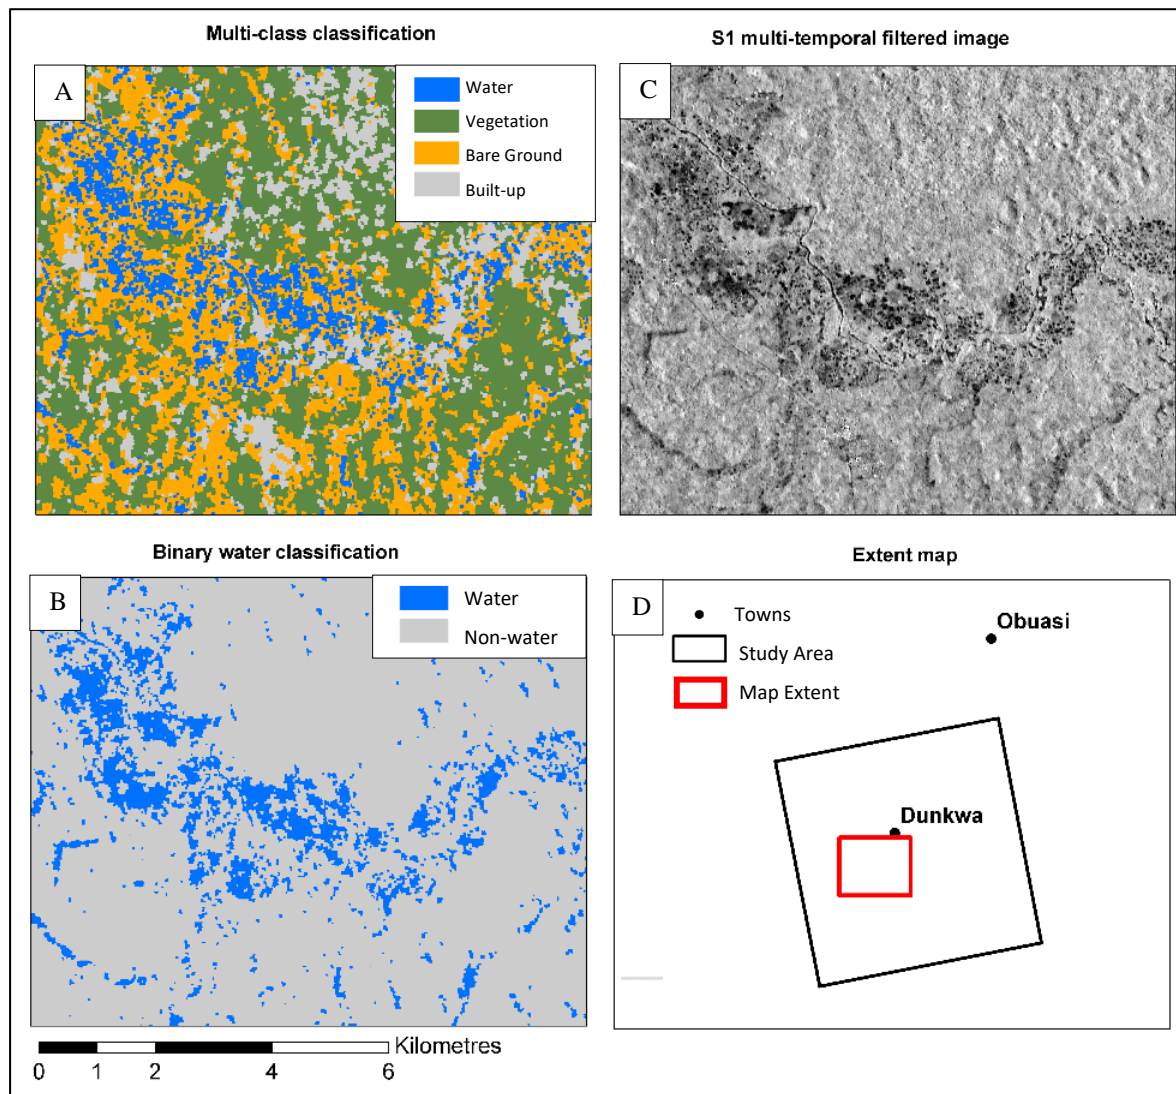 Multi-class classification
A
Water
Vegetation
Bare Ground
Built-up
S1 multi-temporal filtered image
C
Binary water classification
B
Water
Non-water
0 1 2 4 6
Kilometres
Extent map
D
Towns
Study Area
Map Extent
Obuasi
Dunkwa